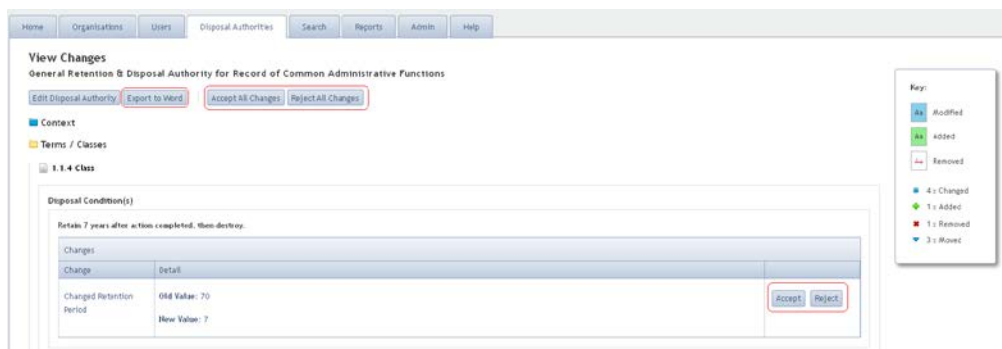 Home Organisations Users Disposal Authorities Search Reports Admin Help
View Changes
General Retention & Disposal Authority for Record of Common Administrative Functions
Edit Disposal Authority Export to Word Accept All Changes Reject All Changes
Context
Terms / Classes
1.1.4 Class
Disposal Condition(s)
Retain 7 years after action completed, then destroy.
Changes
Change Detail
Changed Retention Period
Old Value: 70
New Value: 7
Accept Reject
Key:
Aa Modified
Aa Added
Aa Removed
4 x Changed
1 x Added
1 x Removed
3 x Moved